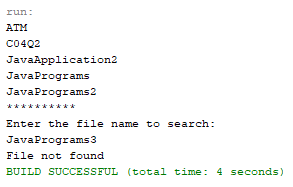 run:
ATM
C04Q2
JavaApplication2
JavaPrograms
JavaPrograms2
**********
Enter the file name to search:
JavaPrograms3
File not found
BUILD SUCCESSFUL (total time: 4 seconds)